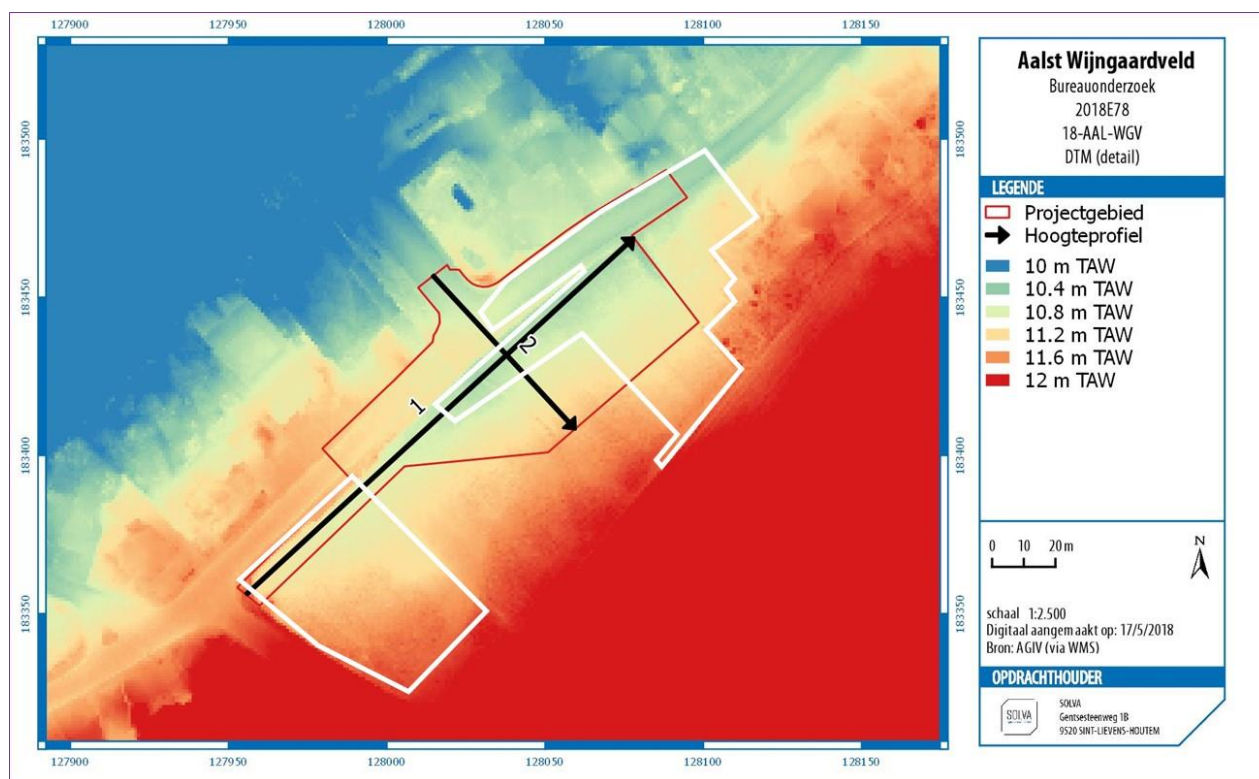 127900 127950 128000 128050 128100 128150
183500 183500
183450 183450
183400 183400
183350 183350
1
2
127900 127950 128000 128050 128100 128150
Aalst Wijngaardveld
Bureauonderzoek
2018E78
18-AAL-WGV
DTM (detail)
LEGENDE
Projectgebied
Hoogteprofiel
10 m TAW
10.4 m TAW
10.8 m TAW
11.2 m TAW
11.6 m TAW
12 m TAW
0 10 20 m
N
schaal 1:2.500
Digitaal aangemaakt op: 17/5/2018
Bron: AGIV (via WMS)
OPDRACHTHOUDER
SOLVA
SOLVA
Gentsesteenweg 1B
9520 SINT-LIEVENS-HOUTEM